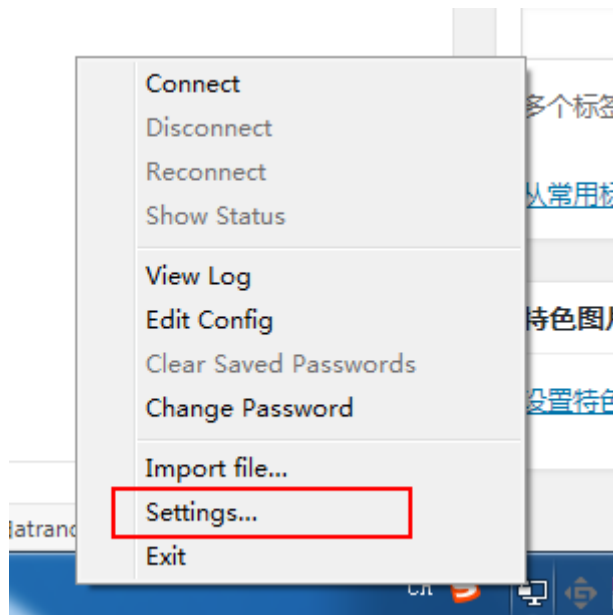 Connect
Disconnect
Reconnect
Show Status
View Log
Edit Config
Clear Saved Passwords
Change Password
Import file...
Settings...
Exit
多个标签
从常用标
特色图片
设置特色